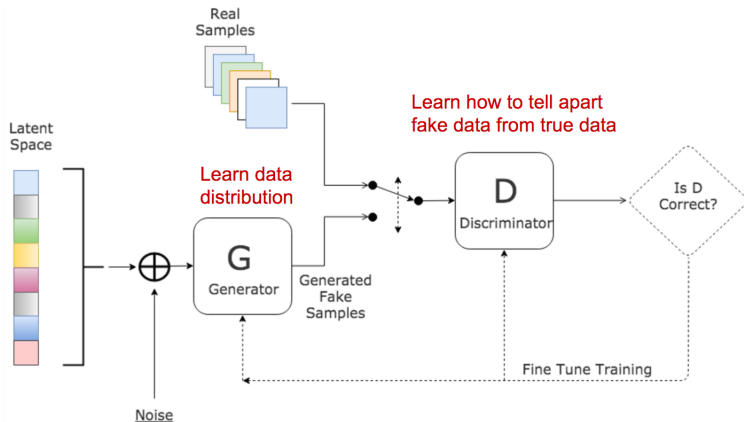 Real
Samples
Learn how to tell apart
fake data from true data
Latent
Space
Learn data
distribution
D
Discriminator
Is D
Correct?
G
Generator
Generated
Fake
Samples
Fine Tune Training
Noise